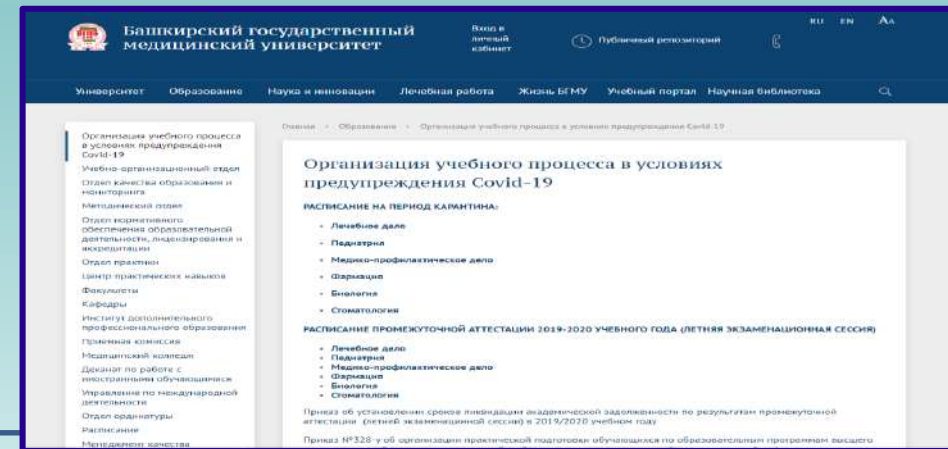 Башкирский государственный
медицинский университет
Вход в
личный
кабинет
Публичный репозиторий
RU EN Aa
Университет Образование Наука и инновации Лечебная работа Жизнь БГМУ Учебный портал Научная библиотека
Главная > Образование > Организация учебного процесса в условиях предупреждения Covid-19
Организация учебного процесса
в условиях предупреждения
Covid-19
Учебно-организационный отдел
Отдел качества образования и
мониторинга
Методический отдел
Отдел нормативного
обеспечения образовательной
деятельности, лицензирования и
аккредитации
Отдел практики
Центр практических навыков
Факультеты
Кафедры
Институт дополнительного
профессионального образования
Приемная комиссия
Медицинский колледж
Деканат по работе с
иностранными обучающимися
Управление по международной
деятельности
Отдел ординатуры
Расписание
Менеджмент качества
Организация учебного процесса в условиях
предупреждения Covid-19
РАСПИСАНИЕ НА ПЕРИОД КАРАНТИНА:
Лечебное дело
Педиатрия
Медико-профилактическое дело
Фармация
Биология
Стоматология
РАСПИСАНИЕ ПРОМЕЖУТОЧНОЙ АТТЕСТАЦИИ 2019-2020 УЧЕБНОГО ГОДА (ЛЕТНЯЯ ЭКЗАМЕНАЦИОННАЯ СЕССИЯ)
Лечебное дело
Педиатрия
Медико-профилактическое дело
Фармация
Биология
Стоматология
Приказ об установлении сроков ликвидации академической задолженности по результатам промежуточной
аттестации (летней экзаменационной сессии) в 2019/2020 учебном году
Приказ №328-у об организации практической подготовки обучающихся по образовательным программам высшего